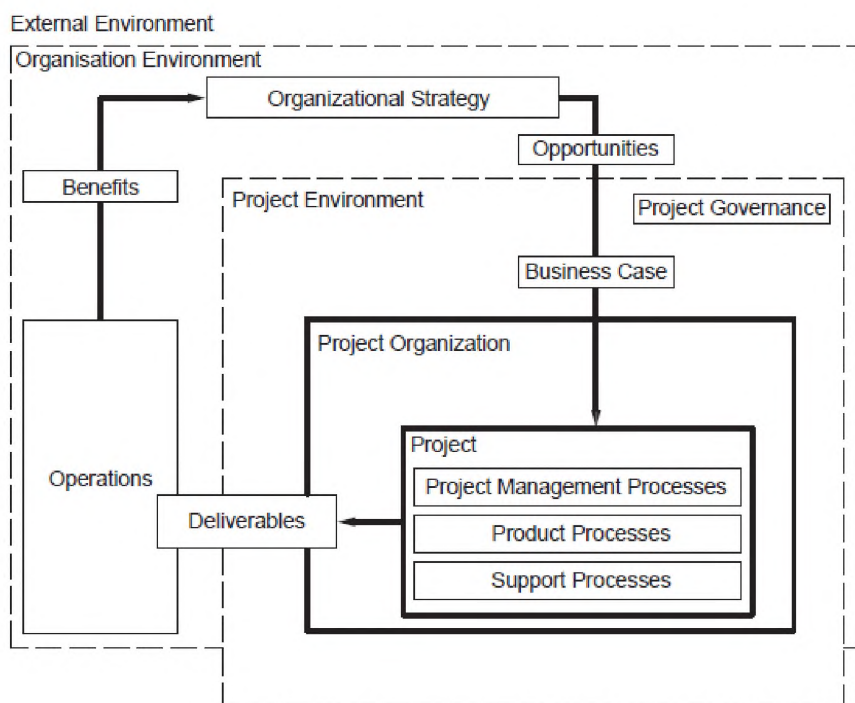 External Environment
Organisation Environment
Organizational Strategy
Opportunities
Benefits
Project Environment
Project Governance
Business Case
Project Organization
Project
Operations
Project Management Processes
Deliverables
Product Processes
Support Processes